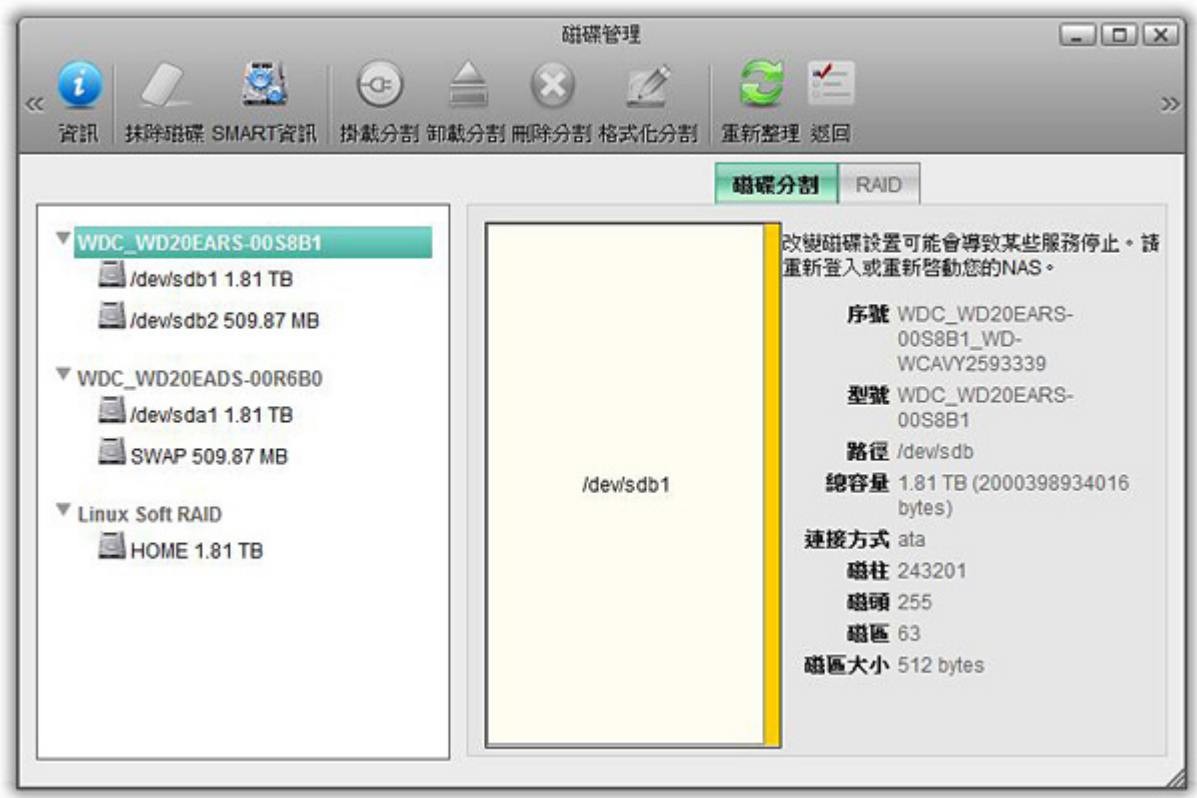 磁碟管理
資訊 抹除磁碟 SMART資訊 掛載分割 卸載分割 刪除分割 格式化分割 重新整理 返回
磁碟分割 RAID
WDC_WD20EARS-00S8B1
/dev/sdb1 1.81 TB
/dev/sdb2 509.87 MB
WDC_WD20EADS-00R6B0
/dev/sda1 1.81 TB
SWAP 509.87 MB
Linux Soft RAID
HOME 1.81 TB
/dev/sdb1
改變磁碟設置可能會導致某些服務停止。請
重新登入或重新啓動您的NAS。
序號 WDC_WD20EARS-
00S8B1_WD-
WCAVY2593339
型號 WDC_WD20EARS-
00S8B1
路徑 /dev/sdb
總容量 1.81 TB (2000398934016
bytes)
連接方式 ata
磁柱 243201
磁頭 255
磁區 63
磁區大小 512 bytes